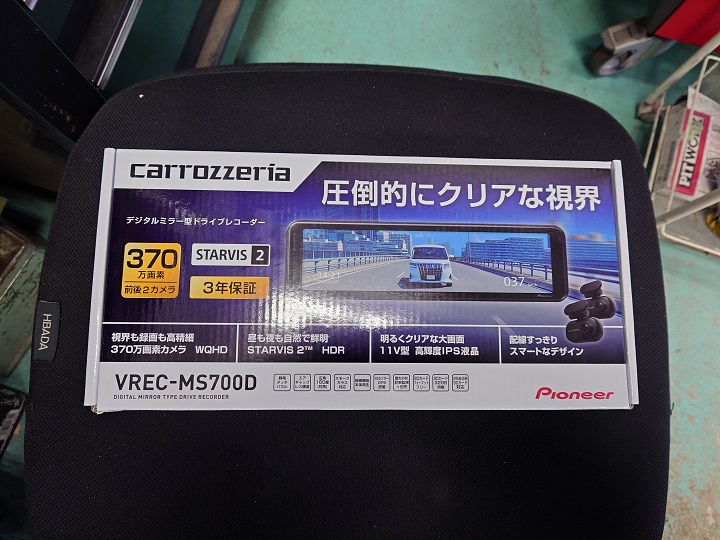 carrozzeria
圧倒的にクリアな視界
デジタルミラー型ドライブレコーダー
370
万画素
前後2カメラ
STARVIS 2
3年保証
037
視界も録画も高精細
370万画素カメラ WQHD
昼も夜も自然で鮮明
STARVIS 2™ HDR
明るくクリアな大画面
11V型 高輝度IPS液晶
配線すっきり
スマートなデザイン
VREC-MS700D
DIGITAL MIRROR TYPE DRIVE RECORDER
Pioneer
HBADA
PITWORK